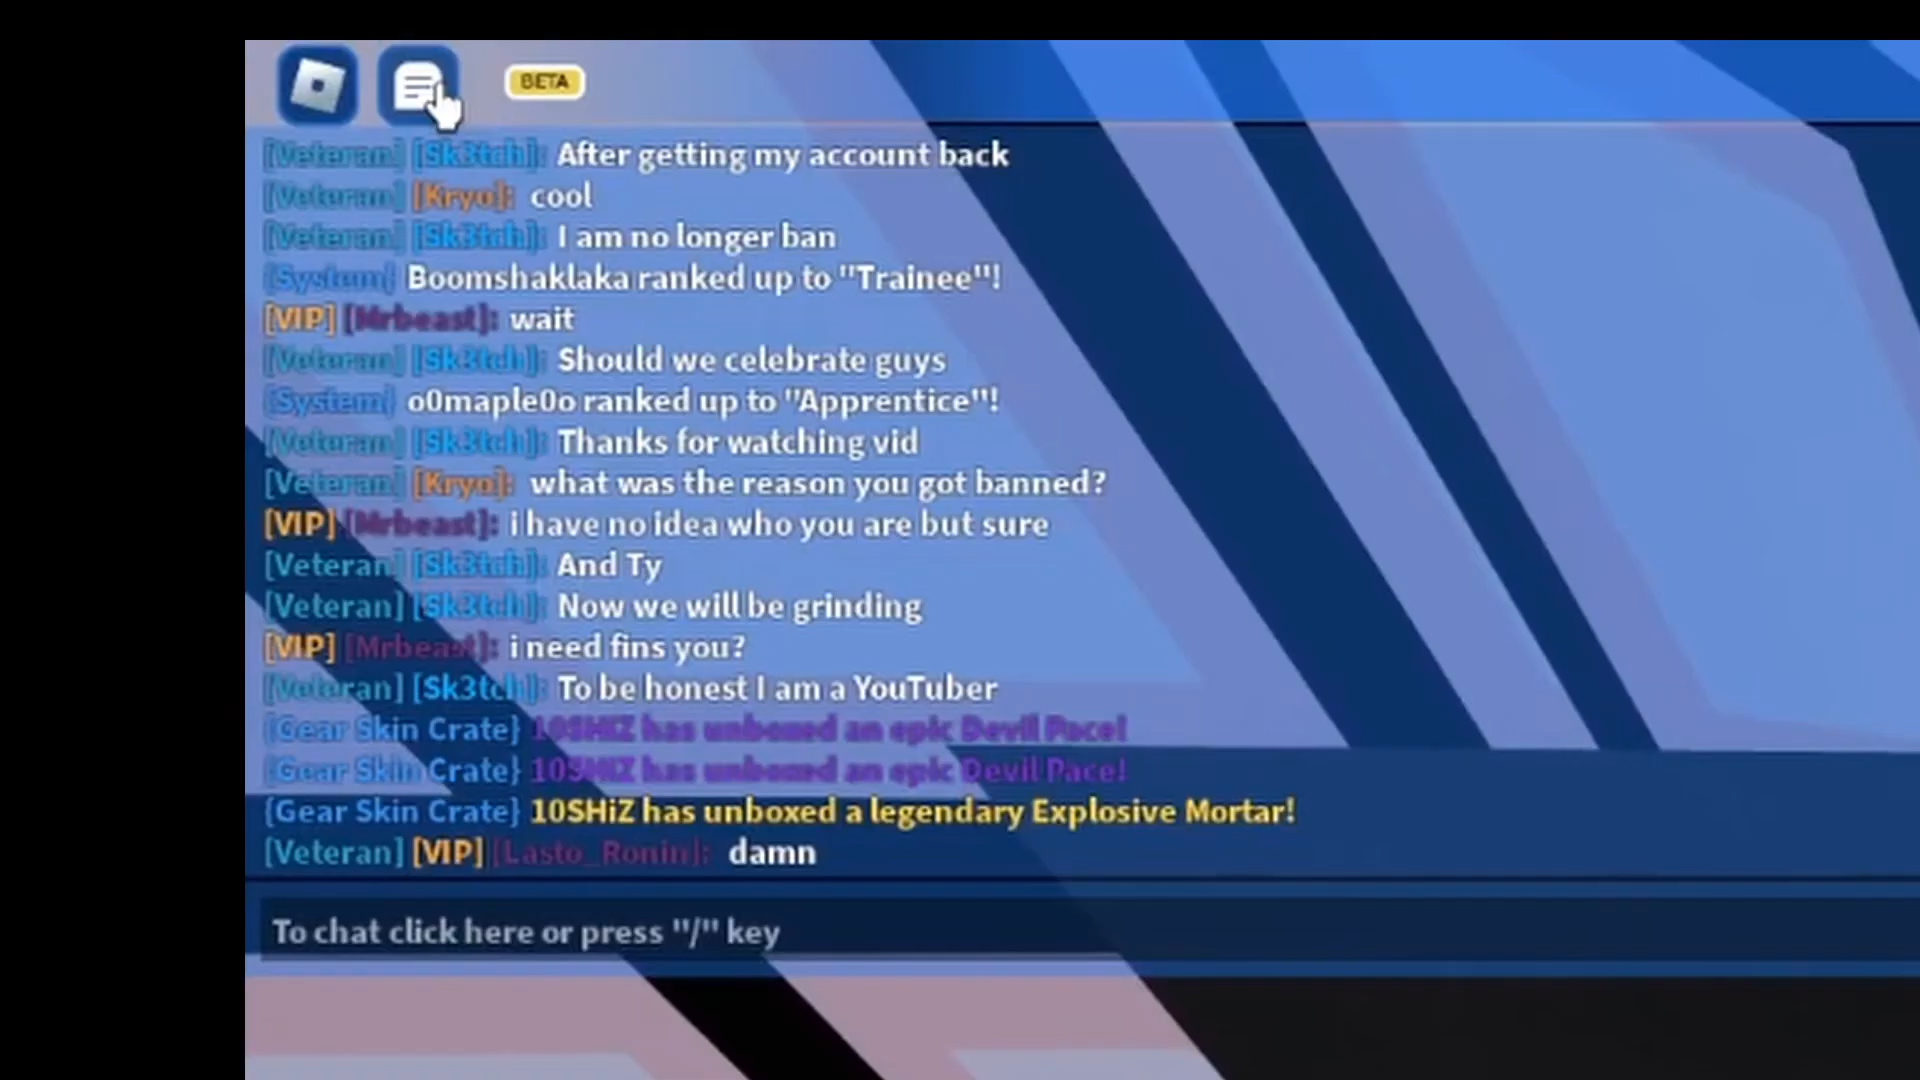 BETA
[Veteran] [Sk3tch]: After getting my account back
[Veteran] [Kryo]: cool
[Veteran] [Sk3tch]: I am no longer ban
{System} Boomshaklaka ranked up to "Trainee"!
[VIP] [Mrbeast]: wait
[Veteran] [Sk3tch]: Should we celebrate guys
{System} o0maple0o ranked up to "Apprentice"!
[Veteran] [Sk3tch]: Thanks for watching vid
[Veteran] [Kryo]: what was the reason you got banned?
[VIP] [Mrbeast]: i have no idea who you are but sure
[Veteran] [Sk3tch]: And Ty
[Veteran] [Sk3tch]: Now we will be grinding
[VIP] [Mrbeast]: i need fins you?
[Veteran] [Sk3tch]: To be honest I am a YouTuber
{Gear Skin Crate} 10SHiZ has unboxed an epic Devil Pace!
{Gear Skin Crate} 10SHiZ has unboxed an epic Devil Pace!
{Gear Skin Crate} 10SHiZ has unboxed a legendary Explosive Mortar!
[Veteran] [VIP] [Lasto_Ronin]: damn
To chat click here or press "/" key